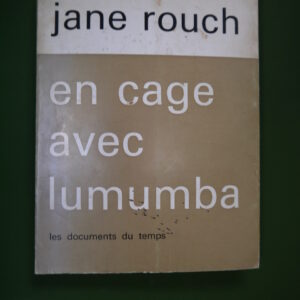 jane rouch
en cage
avec
lumumba
les documents du temps